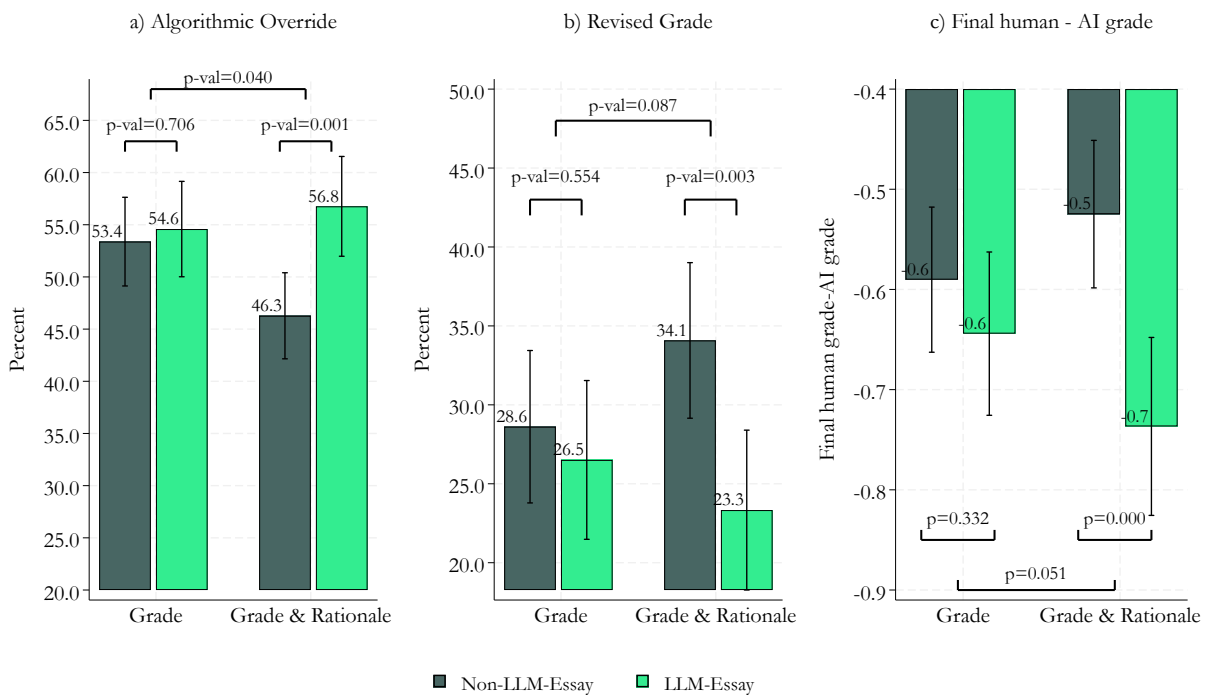 a) Algorithmic Override
p-val=0.040
p-val=0.706
p-val=0.001
65.0
60.0
55.0
50.0
45.0
40.0
35.0
30.0
25.0
20.0
Percent
53.4
54.6
46.3
56.8
Grade
Grade & Rationale
b) Revised Grade
p-val=0.087
p-val=0.554
p-val=0.003
50.0
45.0
40.0
35.0
30.0
25.0
20.0
Percent
28.6
26.5
34.1
23.3
Grade
Grade & Rationale
c) Final human - AI grade
-0.4
-0.5
-0.6
-0.7
-0.8
-0.9
Final human grade-AI grade
-0.6
-0.6
-0.5
-0.7
p=0.332
p=0.000
p=0.051
Grade
Grade & Rationale
Non-LLM-Essay
LLM-Essay